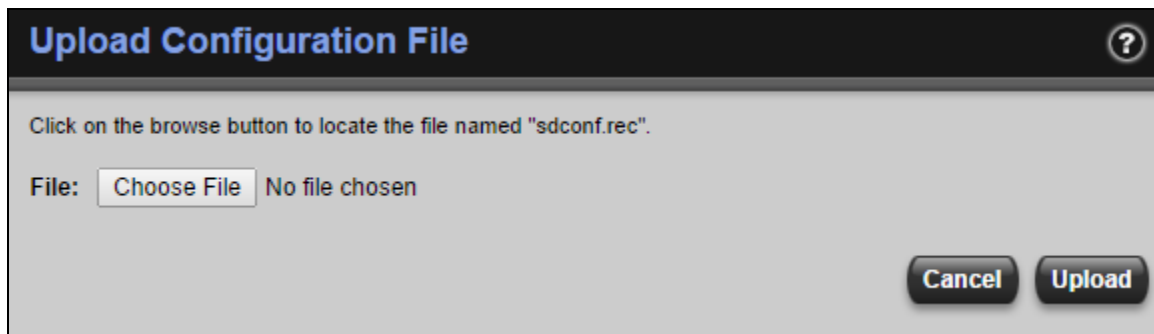 Upload Configuration File
?
Click on the browse button to locate the file named "sdconf.rec".
File: Choose File No file chosen
Cancel Upload